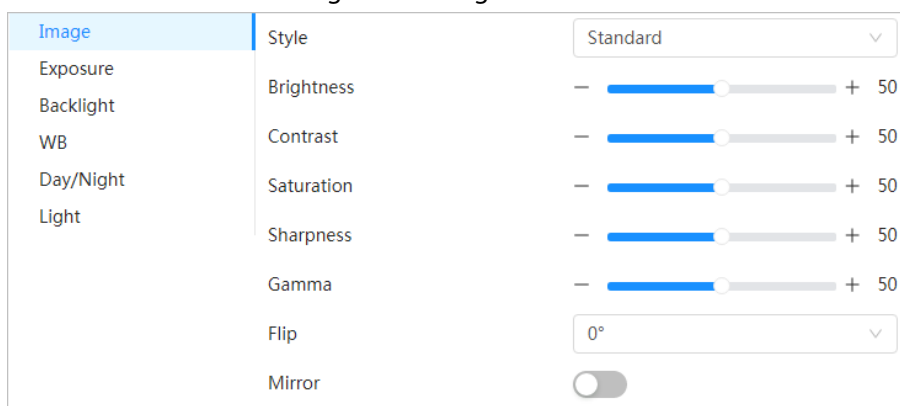 Image
Exposure
Backlight
WB
Day/Night
Light
Style Standard
Brightness − + 50
Contrast − + 50
Saturation − + 50
Sharpness − + 50
Gamma − + 50
Flip 0°
Mirror